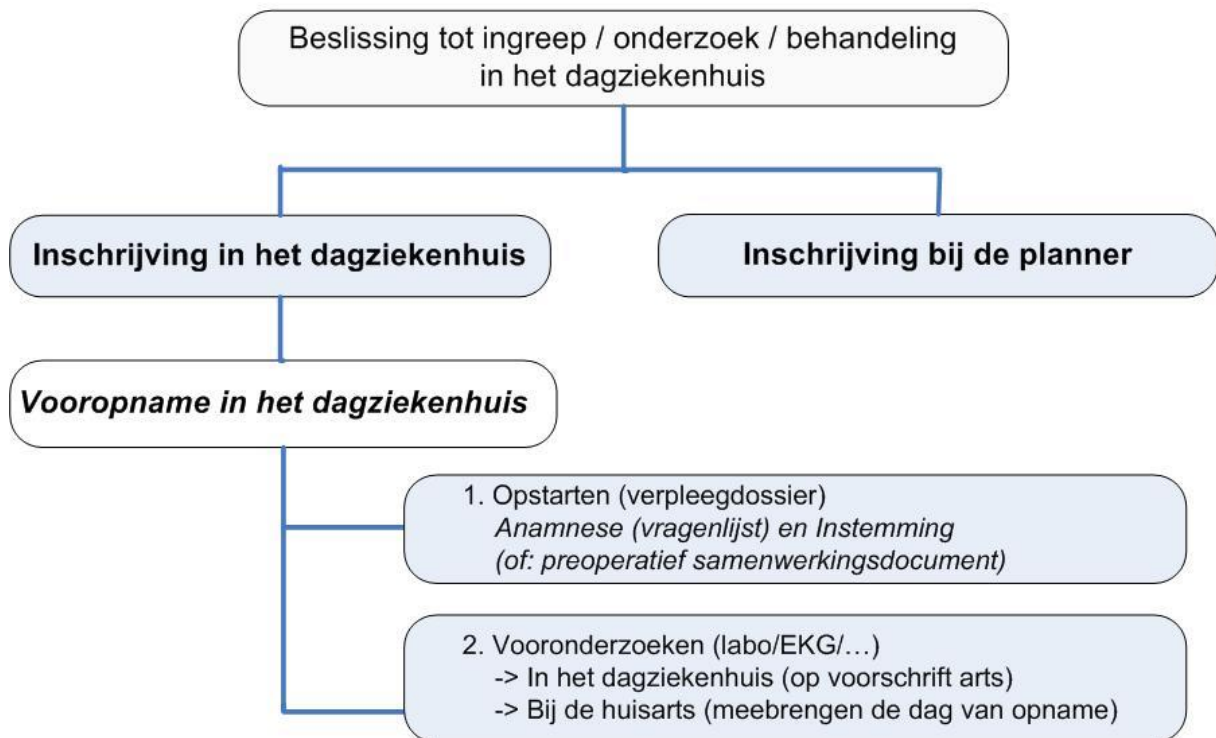 Beslissing tot ingreep / onderzoek / behandeling
in het dagziekenhuis
Inschrijving in het dagziekenhuis
Inschrijving bij de planner
Vooropname in het dagziekenhuis
1. Opstarten (verpleegdossier)
Anamnese (vragenlijst) en Instemming
(of: preoperatief samenwerkingsdocument)
2. Vooronderzoeken (labo/EKG/…)
-> In het dagziekenhuis (op voorschrift arts)
-> Bij de huisarts (meebrengen de dag van opname)